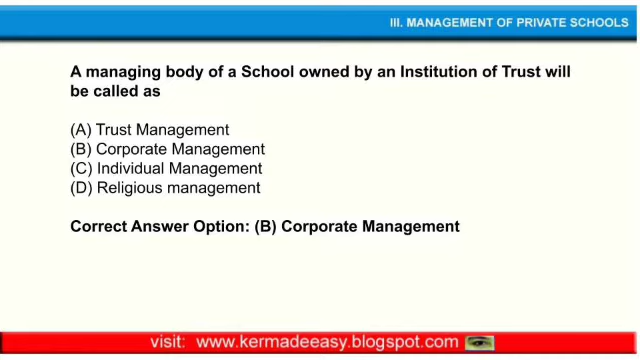 III. MANAGEMENT OF PRIVATE SCHOOLS
A managing body of a School owned by an Institution of Trust will
be called as
(A) Trust Management
(B) Corporate Management
(C) Individual Management
(D) Religious management
Correct Answer Option: (B) Corporate Management
visit: www.kermadeeasy.blogspot.com